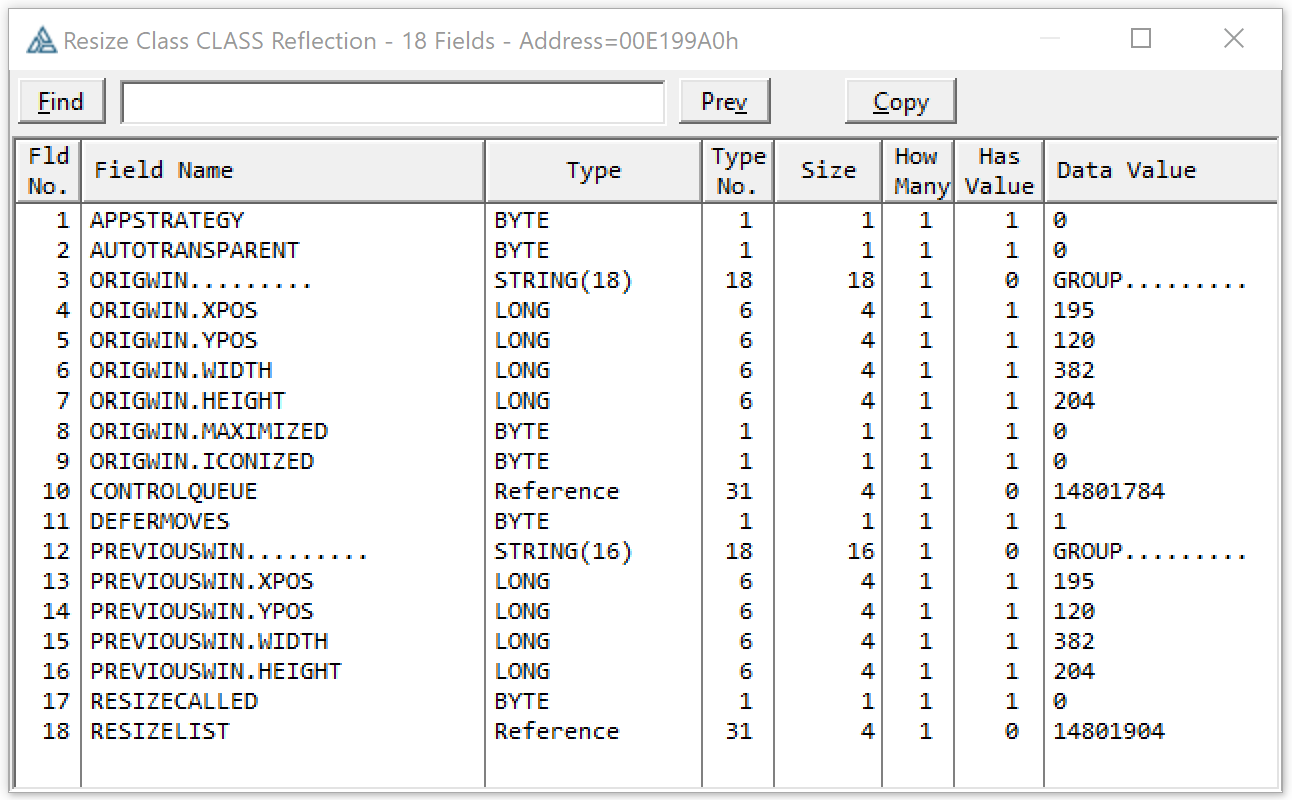 Resize Class CLASS Reflection - 18 Fields - Address=00E199A0h
Find Prev Copy
Fld No. Field Name Type Type No. Size How Many Has Value Data Value
1 APPSTRATEGY BYTE 1 1 1 1 0
2 AUTOTRANSPARENT BYTE 1 1 1 1 0
3 ORIGWIN......... STRING(18) 18 18 1 0 GROUP.........
4 ORIGWIN.XPOS LONG 6 4 1 1 195
5 ORIGWIN.YPOS LONG 6 4 1 1 120
6 ORIGWIN.WIDTH LONG 6 4 1 1 382
7 ORIGWIN.HEIGHT LONG 6 4 1 1 204
8 ORIGWIN.MAXIMIZED BYTE 1 1 1 1 0
9 ORIGWIN.ICONIZED BYTE 1 1 1 1 0
10 CONTROLQUEUE Reference 31 4 1 0 14801784
11 DEFERMOVES BYTE 1 1 1 1 1
12 PREVIOUSWIN......... STRING(16) 18 16 1 0 GROUP.........
13 PREVIOUSWIN.XPOS LONG 6 4 1 1 195
14 PREVIOUSWIN.YPOS LONG 6 4 1 1 120
15 PREVIOUSWIN.WIDTH LONG 6 4 1 1 382
16 PREVIOUSWIN.HEIGHT LONG 6 4 1 1 204
17 RESIZECALLED BYTE 1 1 1 1 0
18 RESIZELIST Reference 31 4 1 0 14801904